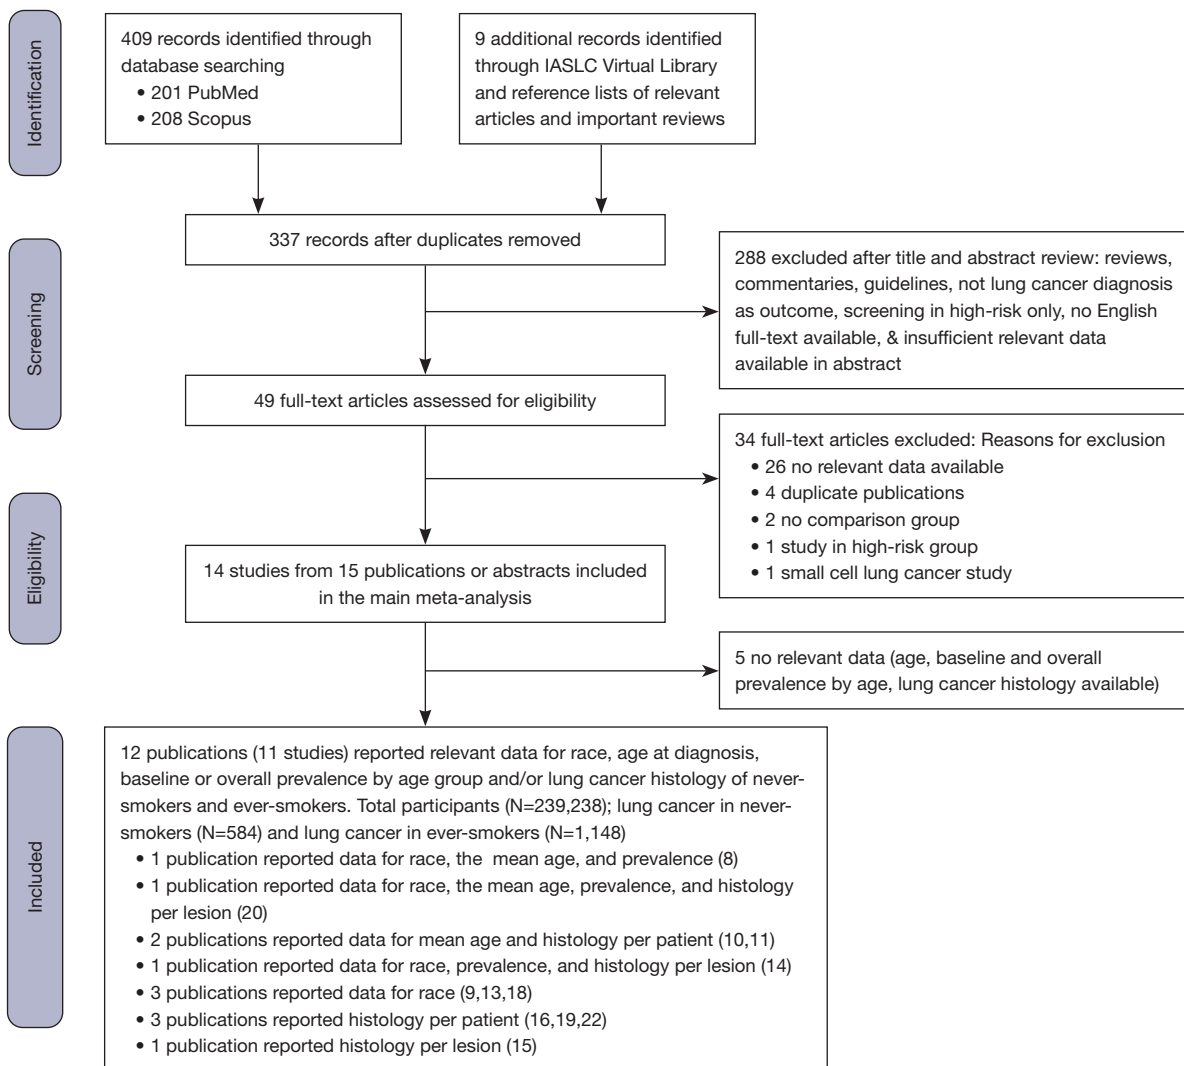 Identification
409 records identified through
database searching
• 201 PubMed
• 208 Scopus
9 additional records identified
through IASLC Virtual Library
and reference lists of relevant
articles and important reviews
337 records after duplicates removed
Screening
288 excluded after title and abstract review: reviews,
commentaries, guidelines, not lung cancer diagnosis
as outcome, screening in high-risk only, no English
full-text available, & insufficient relevant data
available in abstract
49 full-text articles assessed for eligibility
Eligibility
34 full-text articles excluded: Reasons for exclusion
• 26 no relevant data available
• 4 duplicate publications
• 2 no comparison group
• 1 study in high-risk group
• 1 small cell lung cancer study
14 studies from 15 publications or abstracts included
in the main meta-analysis
5 no relevant data (age, baseline and overall
prevalence by age, lung cancer histology available)
Included
12 publications (11 studies) reported relevant data for race, age at diagnosis,
baseline or overall prevalence by age group and/or lung cancer histology of never-
smokers and ever-smokers. Total participants (N=239,238); lung cancer in never-
smokers (N=584) and lung cancer in ever-smokers (N=1,148)
• 1 publication reported data for race, the mean age, and prevalence (8)
• 1 publication reported data for race, the mean age, prevalence, and histology
per lesion (20)
• 2 publications reported data for mean age and histology per patient (10,11)
• 1 publication reported data for race, prevalence, and histology per lesion (14)
• 3 publications reported data for race (9,13,18)
• 3 publications reported histology per patient (16,19,22)
• 1 publication reported histology per lesion (15)